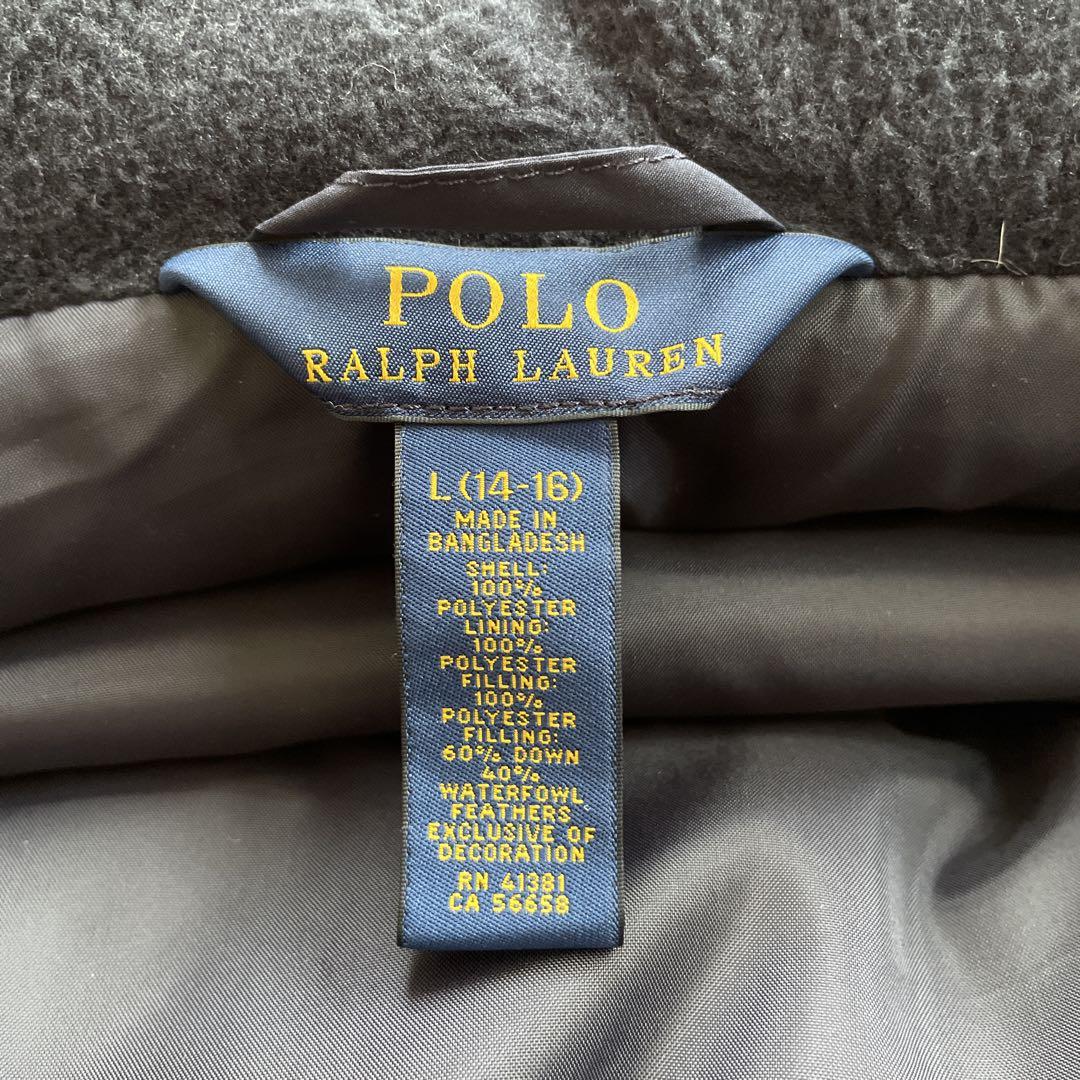 POLO
RALPH LAUREN
L (14-16)
MADE IN
BANGLADESH
SHELL:
100%
POLYESTER
LINING:
100%
POLYESTER
FILLING:
100%
POLYESTER
FILLING:
60% DOWN
40%
WATERFOWL
FEATHERS
EXCLUSIVE OF
DECORATION
RN 41381
CA 56658